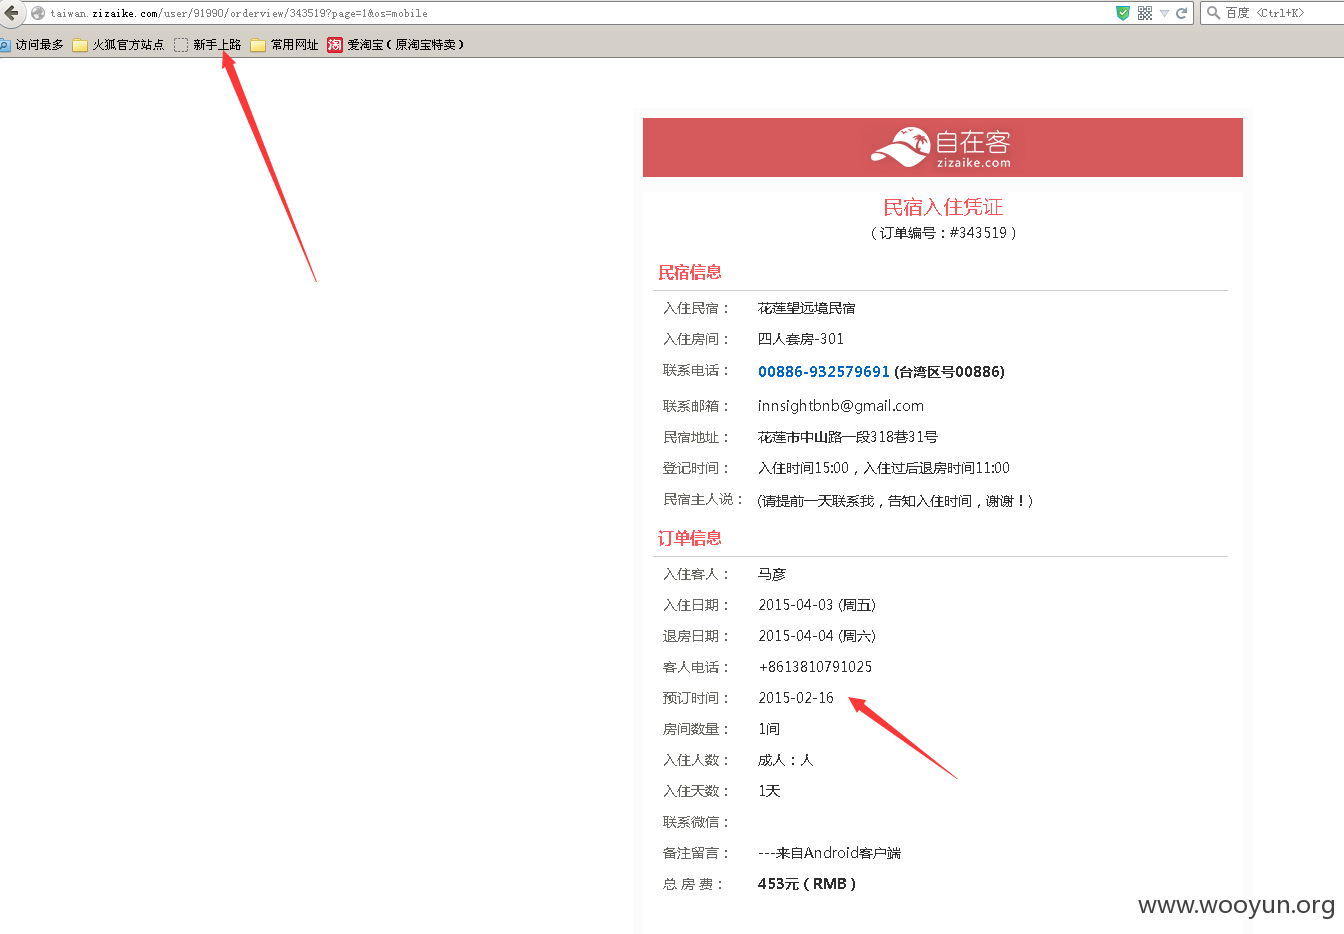 taiwan.zizaike.com/user/91990/orderview/343519?page=1&os=mobile
百度 <Ctrl+K>
访问最多 火狐官方站点 新手上路 常用网址 淘 爱淘宝（原淘宝特卖）
自在客
zizaike.com
民宿入住凭证
（订单编号：#343519）
民宿信息
入住民宿： 花莲望远境民宿
入住房间： 四人套房-301
联系电话： 00886-932579691 (台湾区号00886)
联系邮箱： innsightbnb@gmail.com
民宿地址： 花莲市中山路一段318巷31号
登记时间： 入住时间15:00，入住过后退房时间11:00
民宿主人说： (请提前一天联系我，告知入住时间，谢谢！)
订单信息
入住客人： 马彦
入住日期： 2015-04-03 (周五)
退房日期： 2015-04-04 (周六)
客人电话： +8613810791025
预订时间： 2015-02-16
房间数量： 1间
入住人数： 成人：人
入住天数： 1天
联系微信：
备注留言： ---来自Android客户端
总 房 费： 453元（RMB）
www.wooyun.org